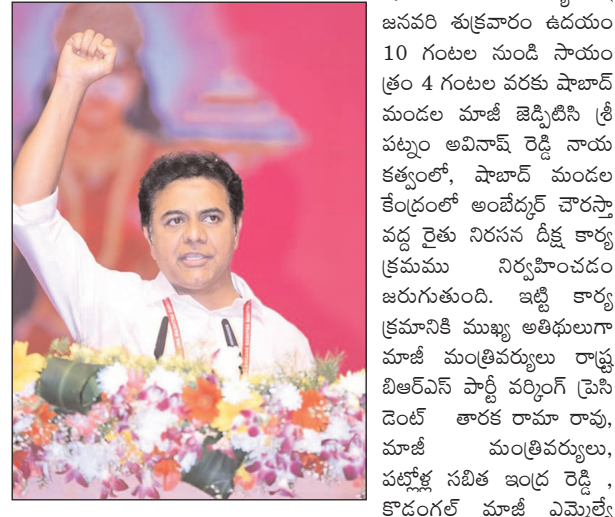 జనవరి శుక్రవారం ఉదయం
10 గంటల నుండి సాయం
త్రం 4 గంటల వరకు షాబాద్
మండల మాజీ జెడ్పిటిసి శ్రీ
పట్నం అవినాష్ రెడ్డి నాయ
కత్వంలో, షాబాద్ మండల
కేంద్రంలో అంబేద్కర్ చౌరస్తా
వద్ద రైతు నిరసన దీక్ష కార్య
క్రమము నిర్వహించడం
జరుగుతుంది. ఇట్టి కార్య
క్రమానికి ముఖ్య అతిథులుగా
మాజీ మంత్రివర్యులు రాష్ట్ర
బిఆర్ఎస్ పార్టీ వర్కింగ్ ప్రెసి
డెంట్ తారక రామా రావు,
మాజీ మంత్రివర్యులు,
పట్లోళ్ల సబిత ఇంద్ర రెడ్డి ,
కొడంగల్ మాజీ ఎమ్మెల్యే